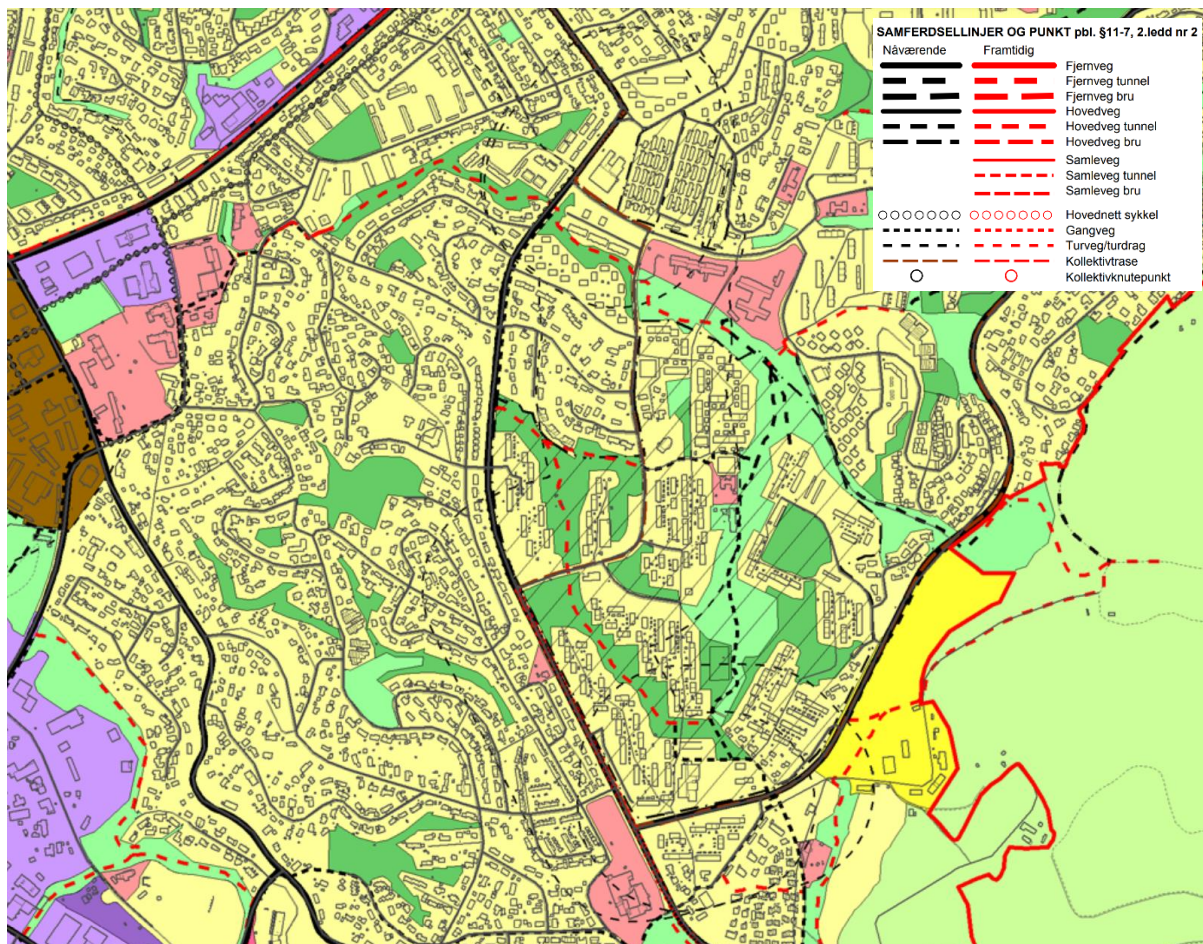 SAMFERDSELLINJER OG PUNKT pbl. §11-7, 2.ledd nr 2
Nåværende Framtidig
Fjernveg
Fjernveg tunnel
Fjernveg bru
Hovedveg
Hovedveg tunnel
Hovedveg bru
Samleveg
Samleveg tunnel
Samleveg bru
Hovednett sykkel
Gangveg
Turveg/turdrag
Kollektivtrase
Kollektivknutepunkt